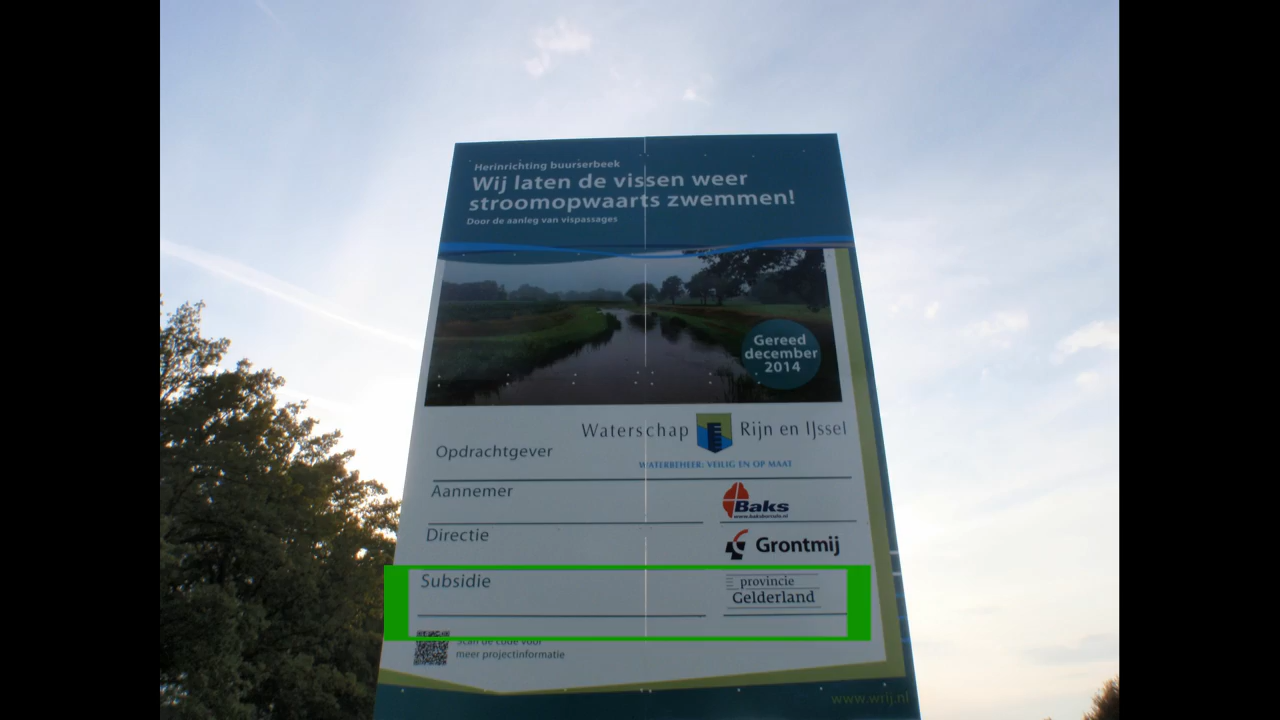 Herinrichting buurserbeek
Wij laten de vissen weer
stroomopwaarts zwemmen!
Door de aanleg van vispassages
Gereed
december
2014
Waterschap Rijn en IJssel
Opdrachtgever
WATERBEHEER: VEILIG EN OP MAAT
Aannemer
Baks
Directie
Grontmij
Subsidie
provincie
Gelderland
Scan de code voor
meer projectinformatie
www.wrij.nl